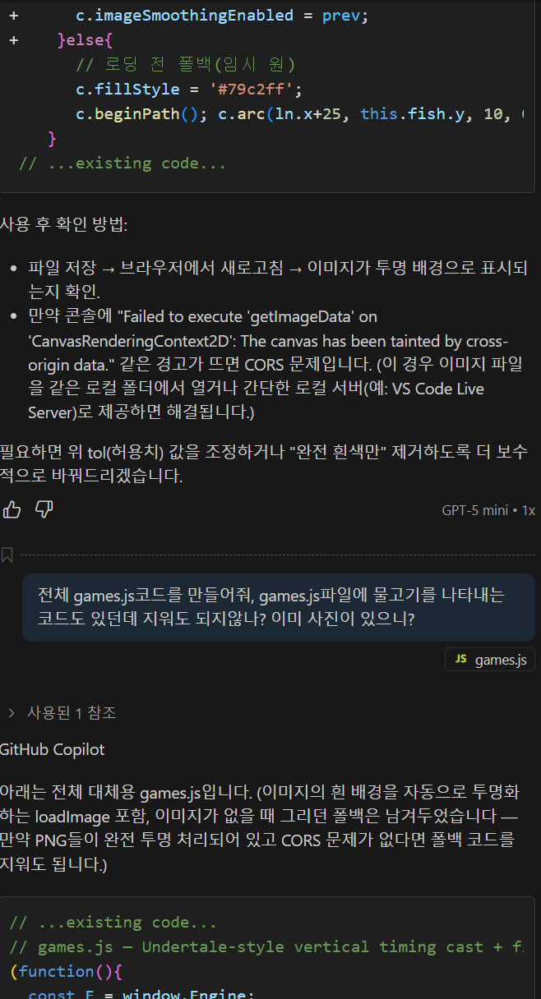 + c.imageSmoothingEnabled = prev;
+ }else{
// 로딩 전 폴백(임시 원)
c.fillStyle = '#79c2ff';
c.beginPath(); c.arc(ln.x+25, this.fish.y, 10,
}
// ...existing code...
사용 후 확인 방법:
• 파일 저장 → 브라우저에서 새로고침 → 이미지가 투명 배경으로 표시되
는지 확인.
• 만약 콘솔에 "Failed to execute 'getImageData' on
'CanvasRenderingContext2D': The canvas has been tainted by cross-
origin data." 같은 경고가 뜨면 CORS 문제입니다. (이 경우 이미지 파일
을 같은 로컬 폴더에서 열거나 간단한 로컬 서버(예: VS Code Live
Server)로 제공하면 해결됩니다.)
필요하면 위 tol(허용치) 값을 조정하거나 "완전 흰색만" 제거하도록 더 보수
적으로 바꿔드리겠습니다.
GPT-5 mini • 1x
전체 games.js코드를 만들어줘, games.js파일에 물고기를 나타내는
코드도 있던데 지워도 되지않나? 이미 사진이 있으니?
JS games.js
> 사용된 1 참조
GitHub Copilot
아래는 전체 대체용 games.js입니다. (이미지의 흰 배경을 자동으로 투명화
하는 loadImage 포함, 이미지가 없을 때 그리던 폴백은 남겨두었습니다 —
만약 PNG들이 완전 투명 처리되어 있고 CORS 문제가 없다면 폴백 코드를
지워도 됩니다.)
// ...existing code...
// games.js — Undertale-style vertical timing cast +
(function(){
const E = window.Engine;